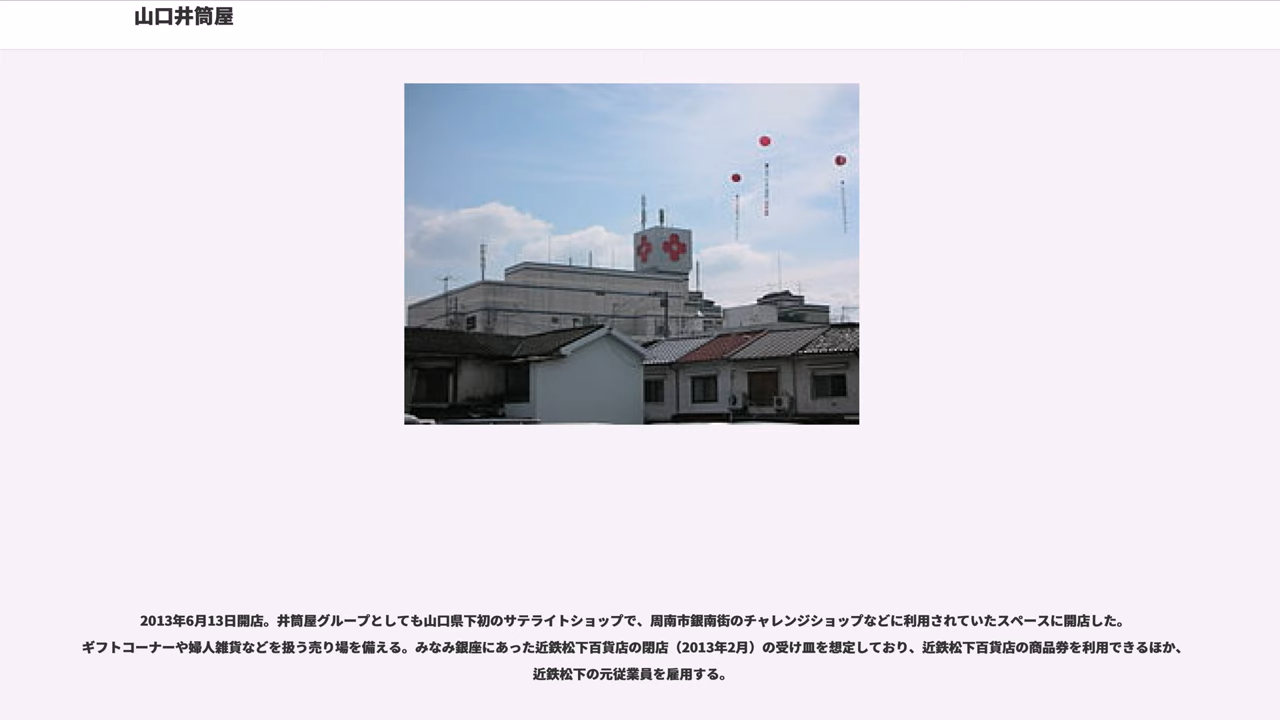 山口井筒屋
2013年6月13日開店。井筒屋グループとしても山口県下初のサテライトショップで、周南市銀南街のチャレンジショップなどに利用されていたスペースに開店した。
ギフトコーナーや婦人雑貨などを扱う売り場を備える。みなみ銀座にあった近鉄松下百貨店の閉店（2013年2月）の受け皿を想定しており、近鉄松下百貨店の商品券を利用できるほか、
近鉄松下の元従業員を雇用する。